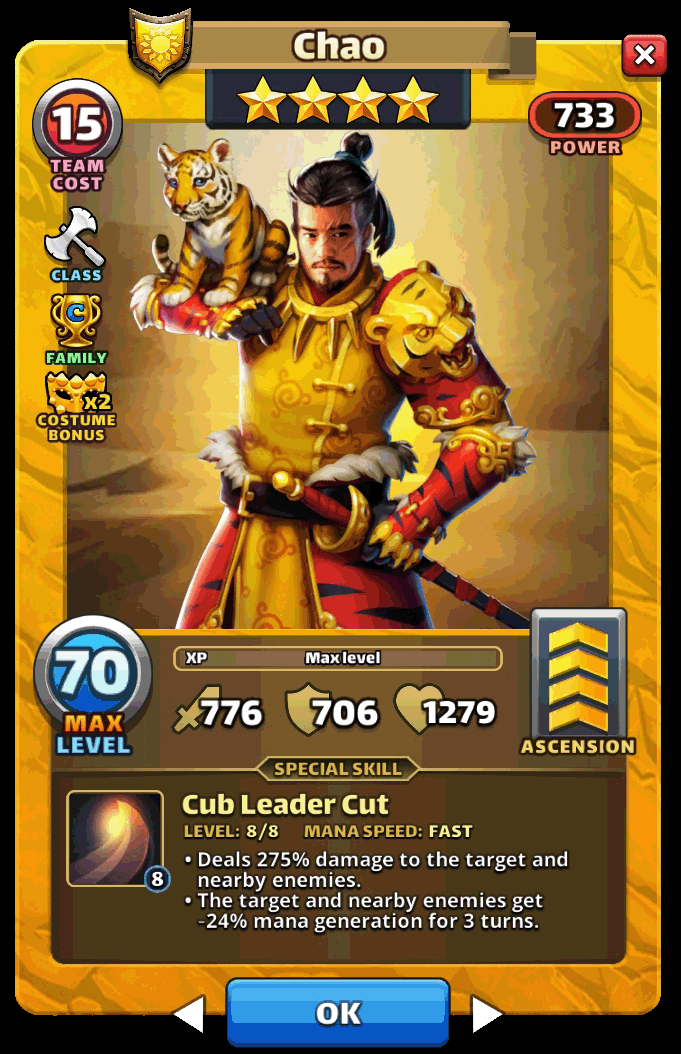 Chao
15
TEAM
COST
733
POWER
CLASS
C
FAMILY
x2
COSTUME
BONUS
70
MAX
LEVEL
XP Max level
776 706 1279
ASCENSION
SPECIAL SKILL
Cub Leader Cut
LEVEL: 8/8 MANA SPEED: FAST
8
• Deals 275% damage to the target and
nearby enemies.
• The target and nearby enemies get
-24% mana generation for 3 turns.
OK